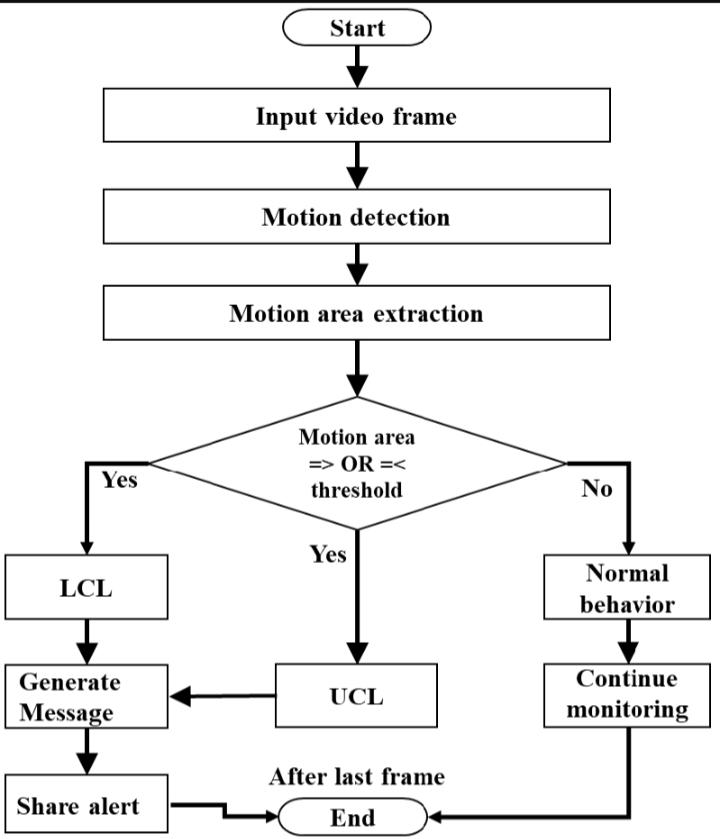 Start
Input video frame
Motion detection
Motion area extraction
Motion area
=> OR =<
threshold
Yes
No
Yes
LCL
Normal
behavior
Generate
Message
UCL
Continue
monitoring
After last frame
Share alert
End